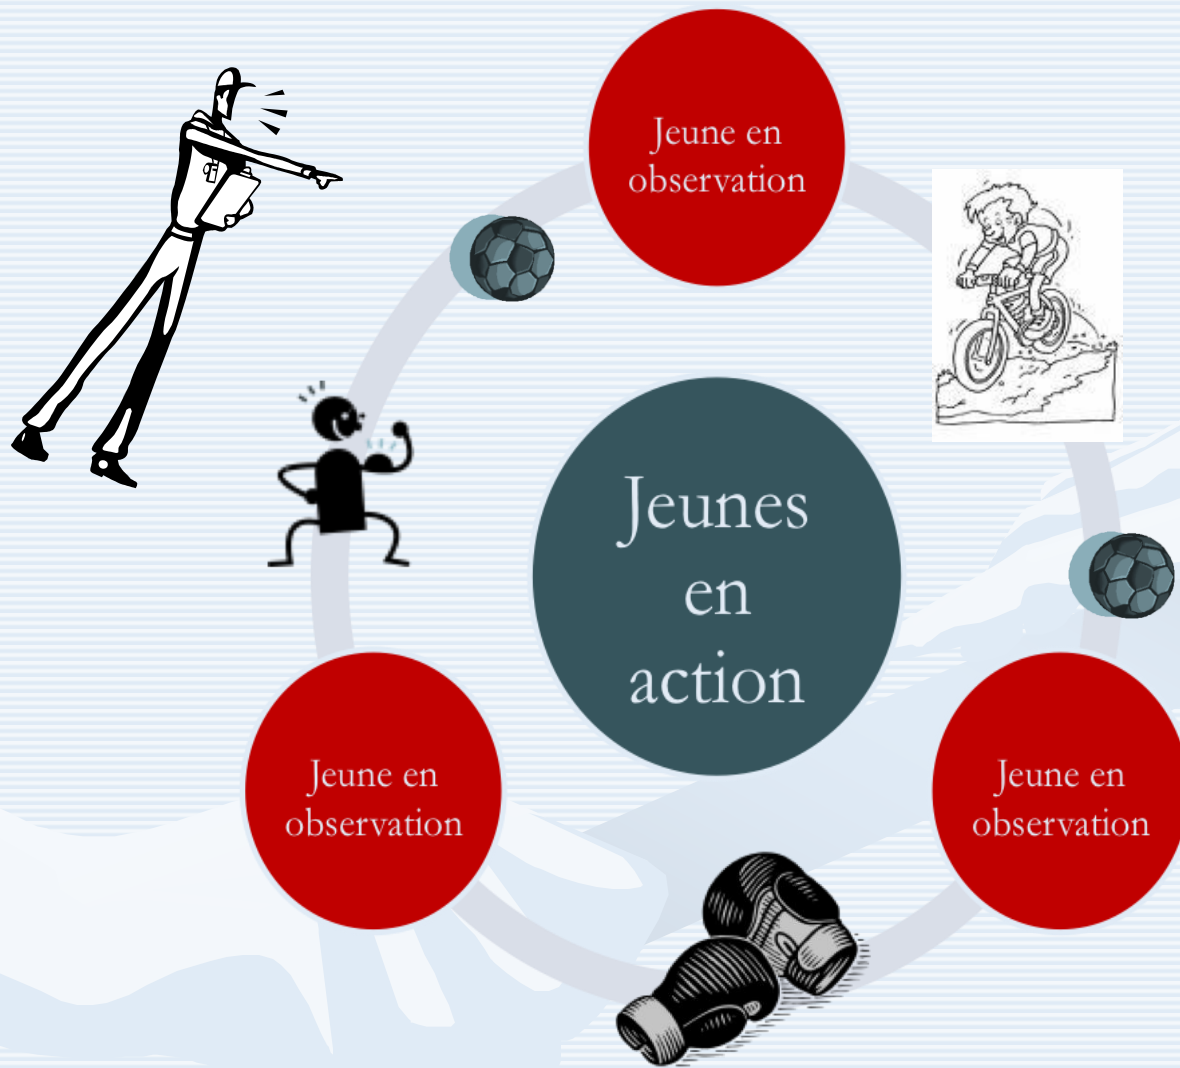 Jeune en
observation
Jeunes
en
action
Jeune en
observation
Jeune en
observation